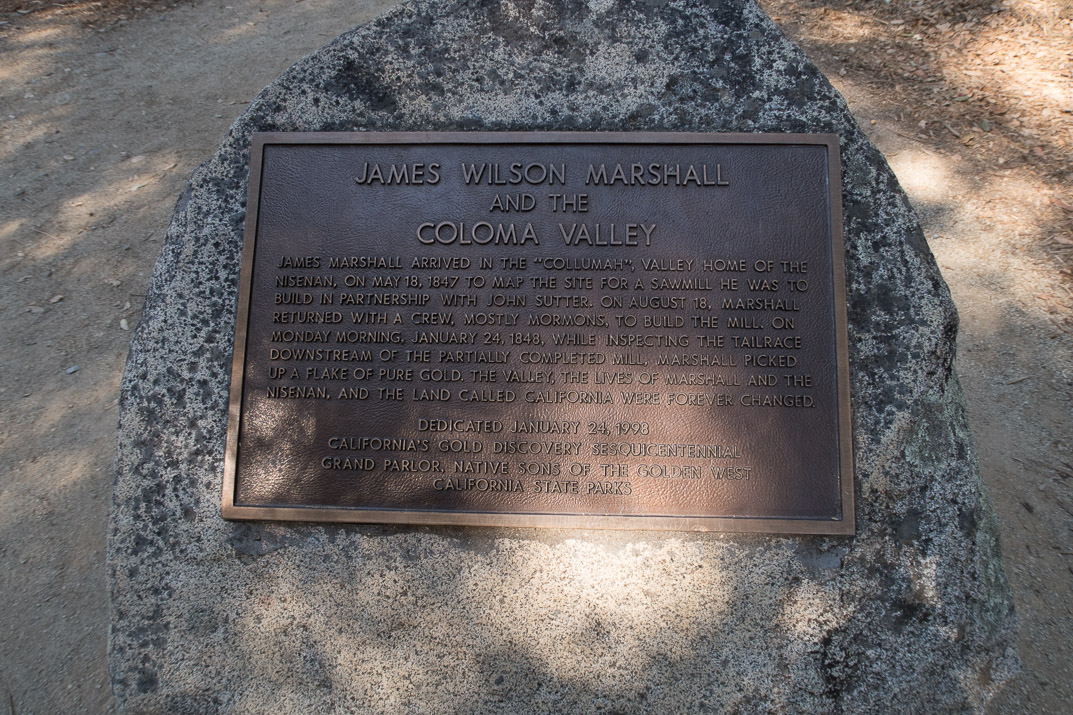 JAMES WILSON MARSHALL
AND THE
COLOMA VALLEY
JAMES MARSHALL ARRIVED IN THE "COLLUMAH", VALLEY HOME OF THE
NISENAN, ON MAY 18, 1847 TO MAP THE SITE FOR A SAWMILL HE WAS TO
BUILD IN PARTNERSHIP WITH JOHN SUTTER. ON AUGUST 18, MARSHALL
RETURNED WITH A CREW, MOSTLY MORMONS, TO BUILD THE MILL. ON
MONDAY MORNING, JANUARY 24, 1848, WHILE INSPECTING THE TAILRACE
DOWNSTREAM OF THE PARTIALLY COMPLETED MILL, MARSHALL PICKED
UP A FLAKE OF PURE GOLD. THE VALLEY, THE LIVES OF MARSHALL AND THE
NISENAN, AND THE LAND CALLED CALIFORNIA WERE FOREVER CHANGED.
DEDICATED JANUARY 24, 1998
CALIFORNIA'S GOLD DISCOVERY SESQUICENTENNIAL
GRAND PARLOR, NATIVE SONS OF THE GOLDEN WEST
CALIFORNIA STATE PARKS